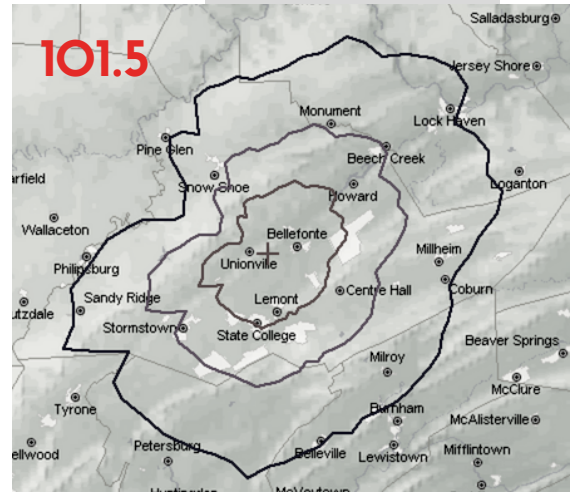 101.5
Salladasburg
Jersey Shore
Monument
Lock Haven
Pine Glen
Beech Creek
Snow Shoe
Loganton
arfield
Howard
Wallaceton
Bellefonte
Unionville
Millheim
Philipsburg
Coburn
Centre Hall
utzdale
Sandy Ridge
Lemont
Stormstown
State College
Beaver Springs
Milroy
McClure
Tyrone
Burnham
McAlisterville
ellwood
Petersburg
Belleville
Lewistown
Mifflintown